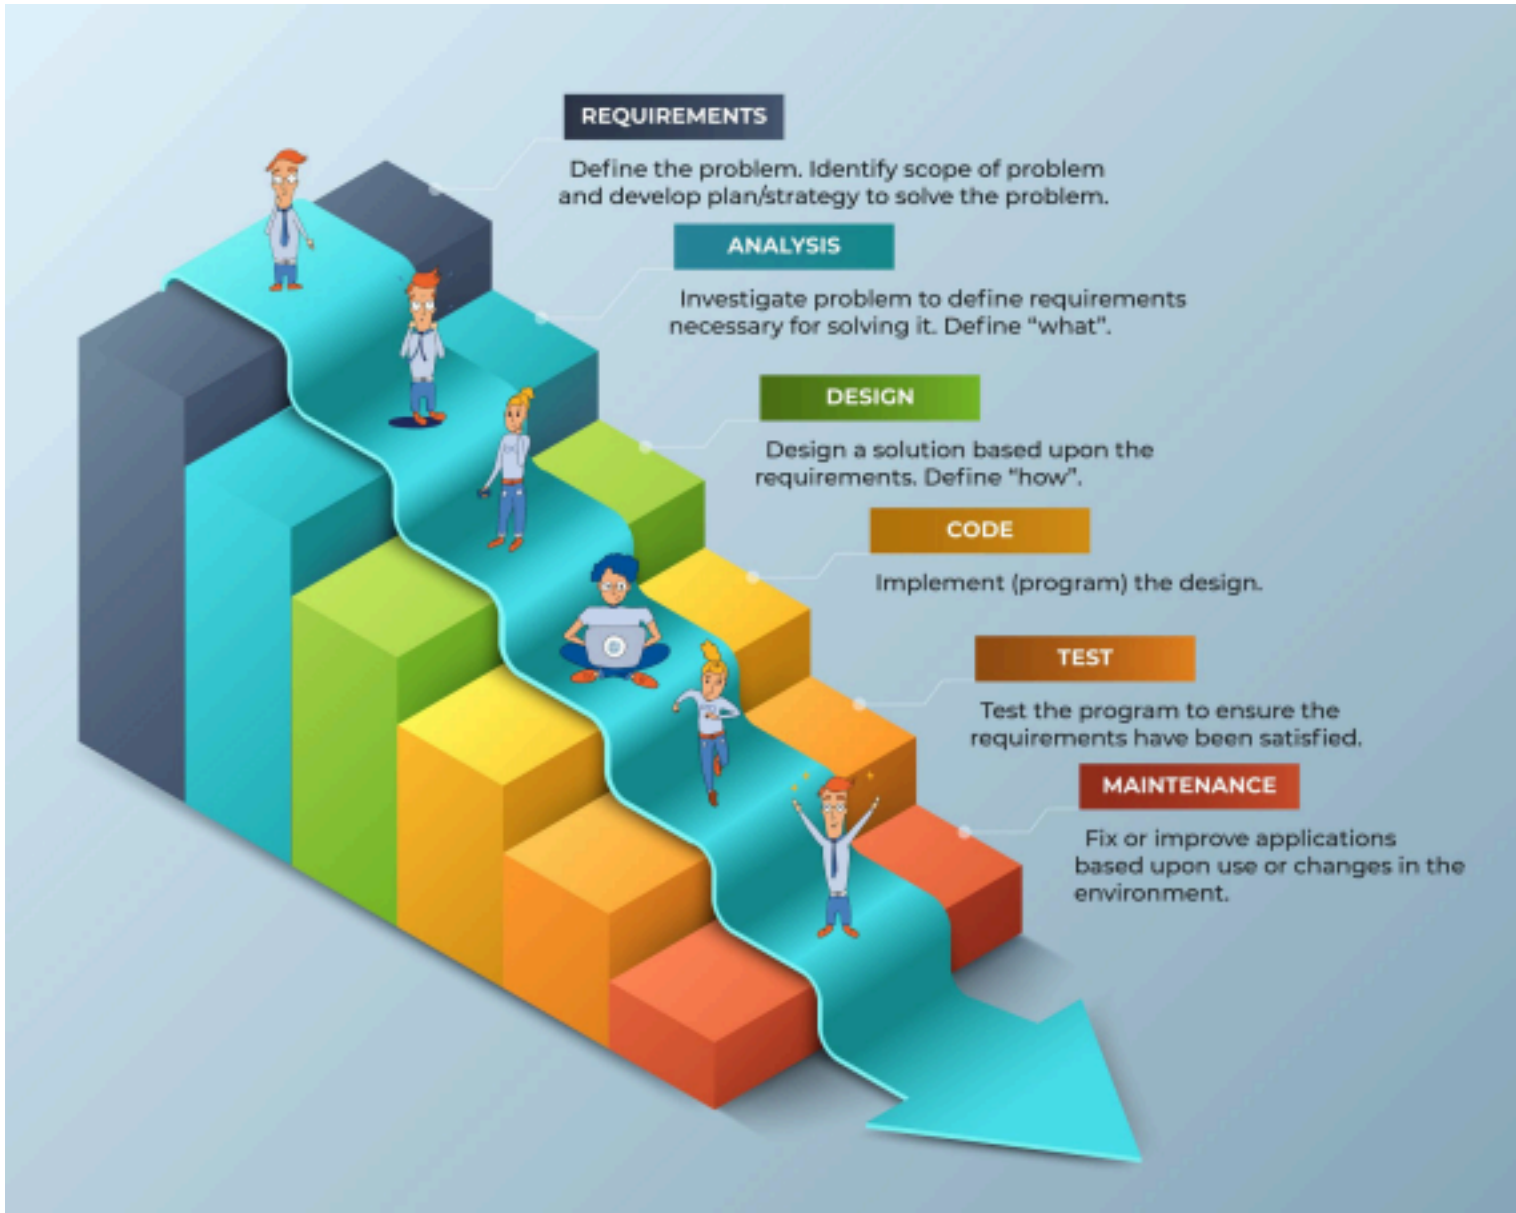 REQUIREMENTS
Define the problem. Identify scope of problem
and develop plan/strategy to solve the problem.
ANALYSIS
Investigate problem to define requirements
necessary for solving it. Define “what”.
DESIGN
Design a solution based upon the
requirements. Define “how”.
CODE
Implement (program) the design.
TEST
Test the program to ensure the
requirements have been satisfied.
MAINTENANCE
Fix or improve applications
based upon use or changes in the
environment.